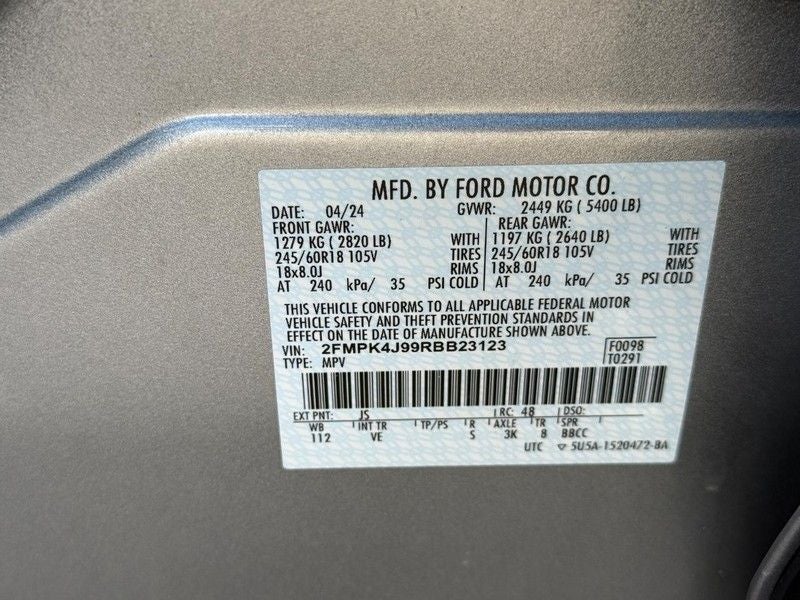 MFD. BY FORD MOTOR CO.
DATE: 04/24 GVWR: 2449 KG ( 5400 LB)
FRONT GAWR: REAR GAWR:
1279 KG ( 2820 LB) WITH 1197 KG ( 2640 LB) WITH
245/60R18 105V TIRES 245/60R18 105V TIRES
18x8.0J RIMS 18x8.0J RIMS
AT 240 kPa/ 35 PSI COLD AT 240 kPa/ 35 PSI COLD
THIS VEHICLE CONFORMS TO ALL APPLICABLE FEDERAL MOTOR
VEHICLE SAFETY AND THEFT PREVENTION STANDARDS IN
EFFECT ON THE DATE OF MANUFACTURE SHOWN ABOVE.
VIN: 2FMPK4J99RBB23123 F0098
TYPE: MPV T0291
EXT PNT: JS RC: 48 DSO:
WB INT TR TP/PS R AXLE TR SPR
112 VE S 3K 8 BBCC
UTC ▽ 5U5A-1520472-BA